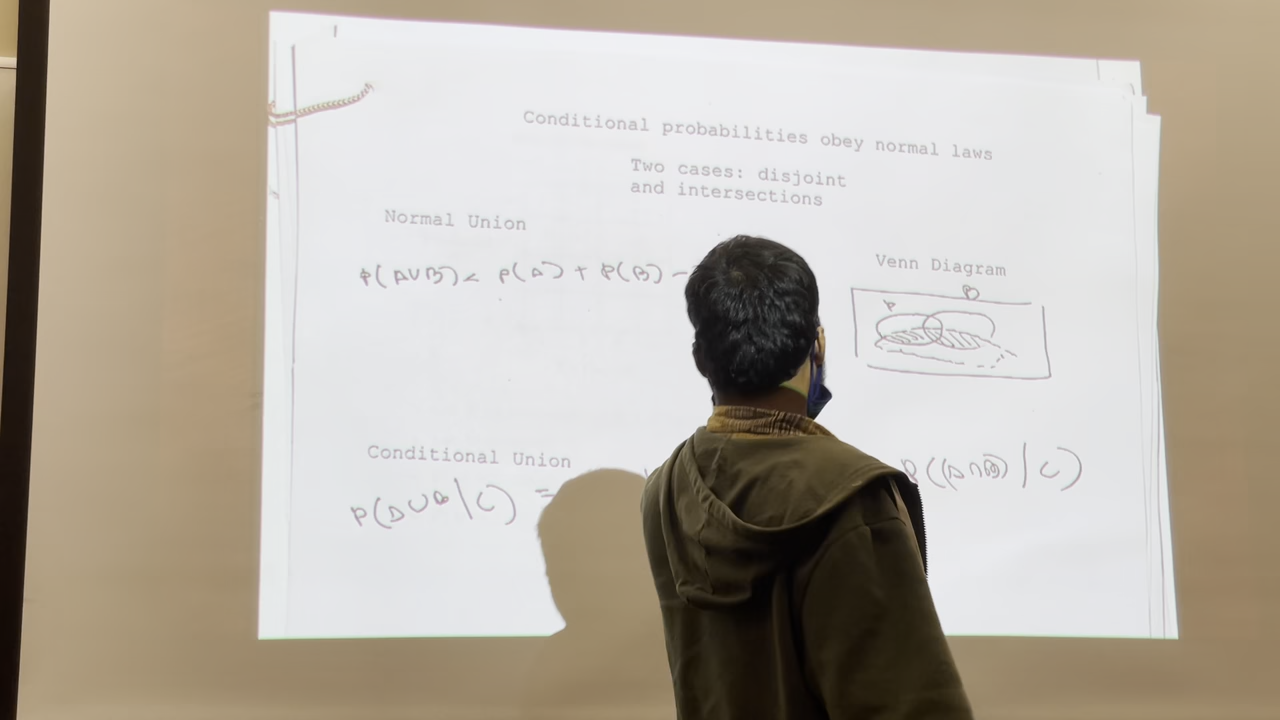 Conditional probabilities obey normal laws
Two cases: disjoint
and intersections
Normal Union
P(A∪B) = P(A) + P(B) -
Venn Diagram
A B
Conditional Union
P(A∪B|C) =
P((A∩B)|C)